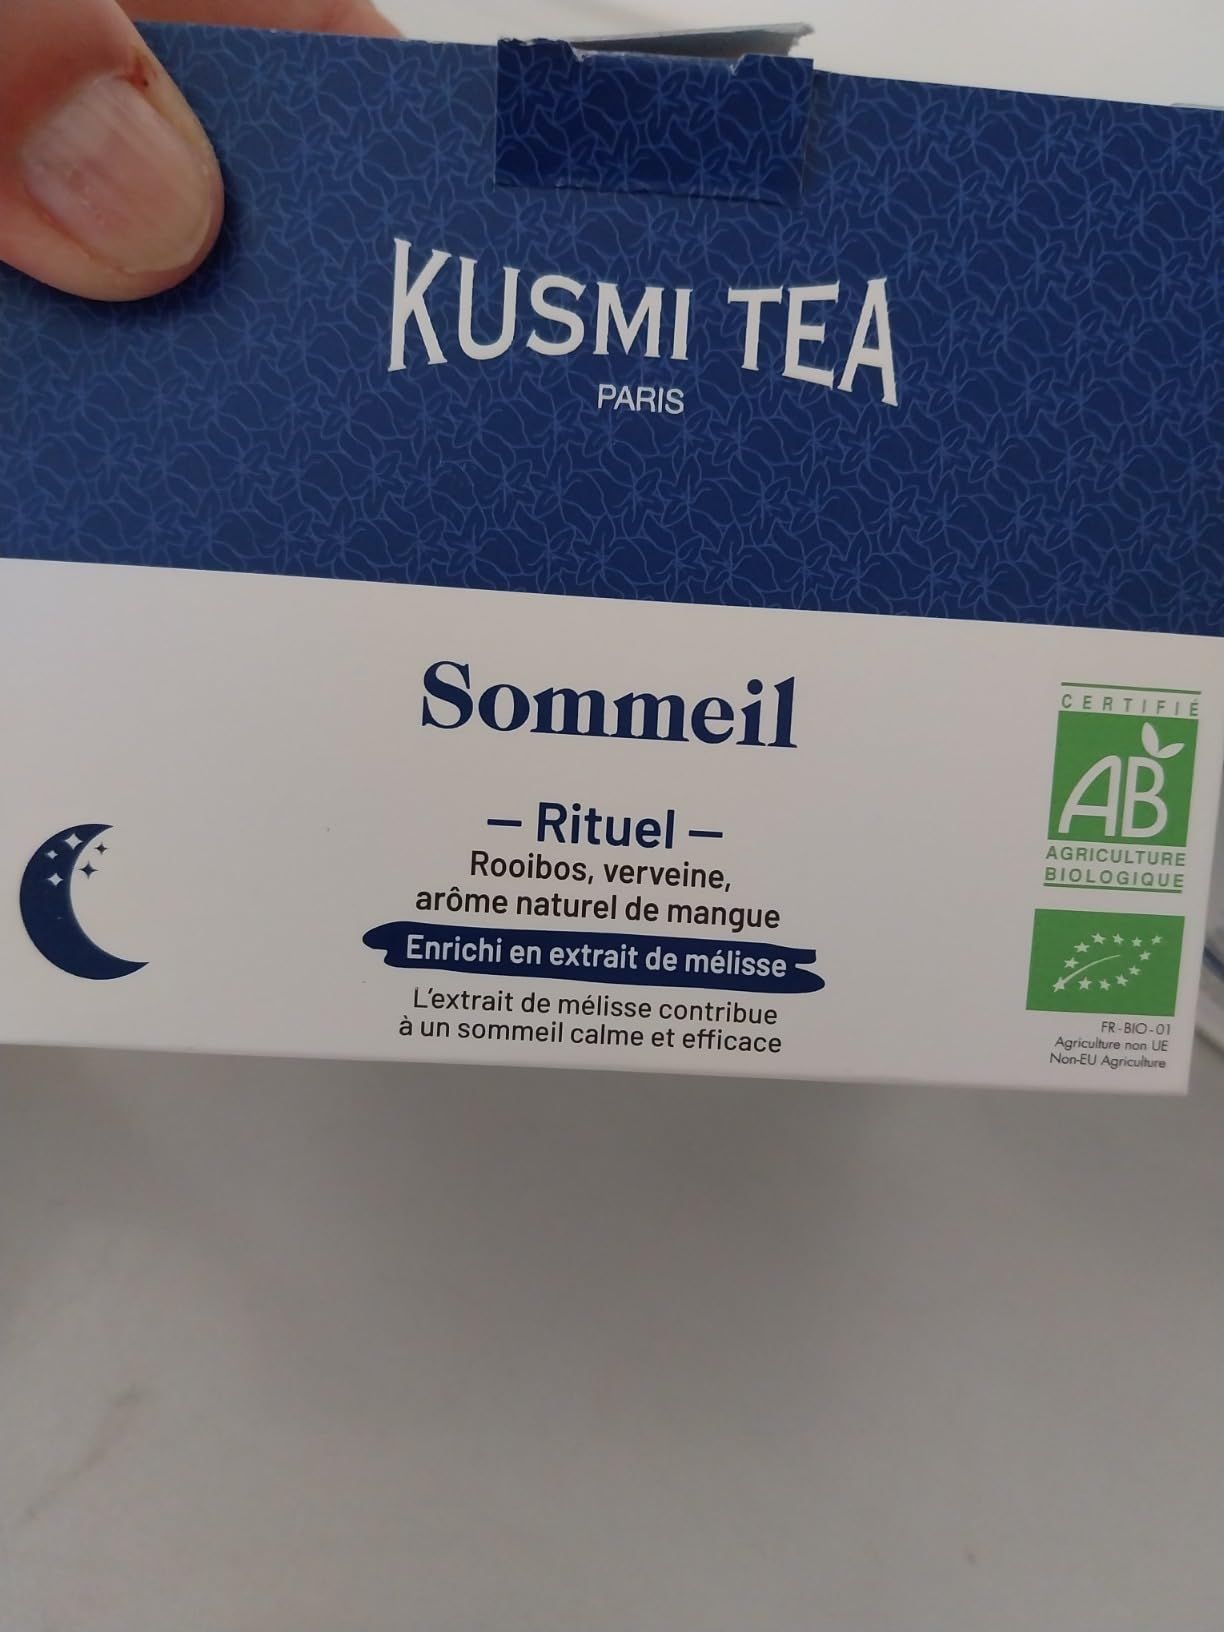 KUSMI TEA
PARIS
Sommeil
— Rituel —
Rooibos, verveine,
arôme naturel de mangue
Enrichi en extrait de mélisse
L'extrait de mélisse contribue
à un sommeil calme et efficace
CERTIFIÉ
AB
AGRICULTURE
BIOLOGIQUE
FR-BIO-01
Agriculture non UE
Non-EU Agriculture